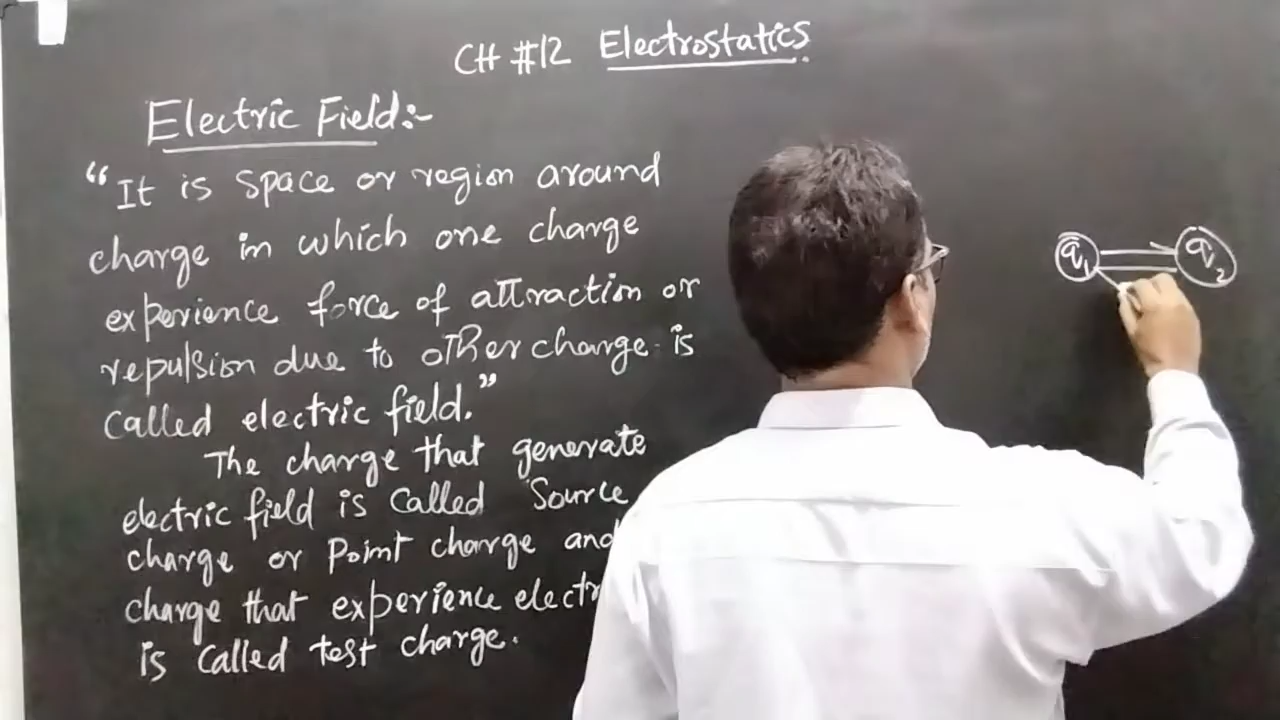 CH #12 Electrostatics
Electric Field:-
"It is space or region around
charge in which one charge
experience force of attraction or
repulsion due to other charge is
called electric field."
The charge that generate
electric field is called Source
charge or Point charge and
charge that experience electr
is called test charge.
q1 q2